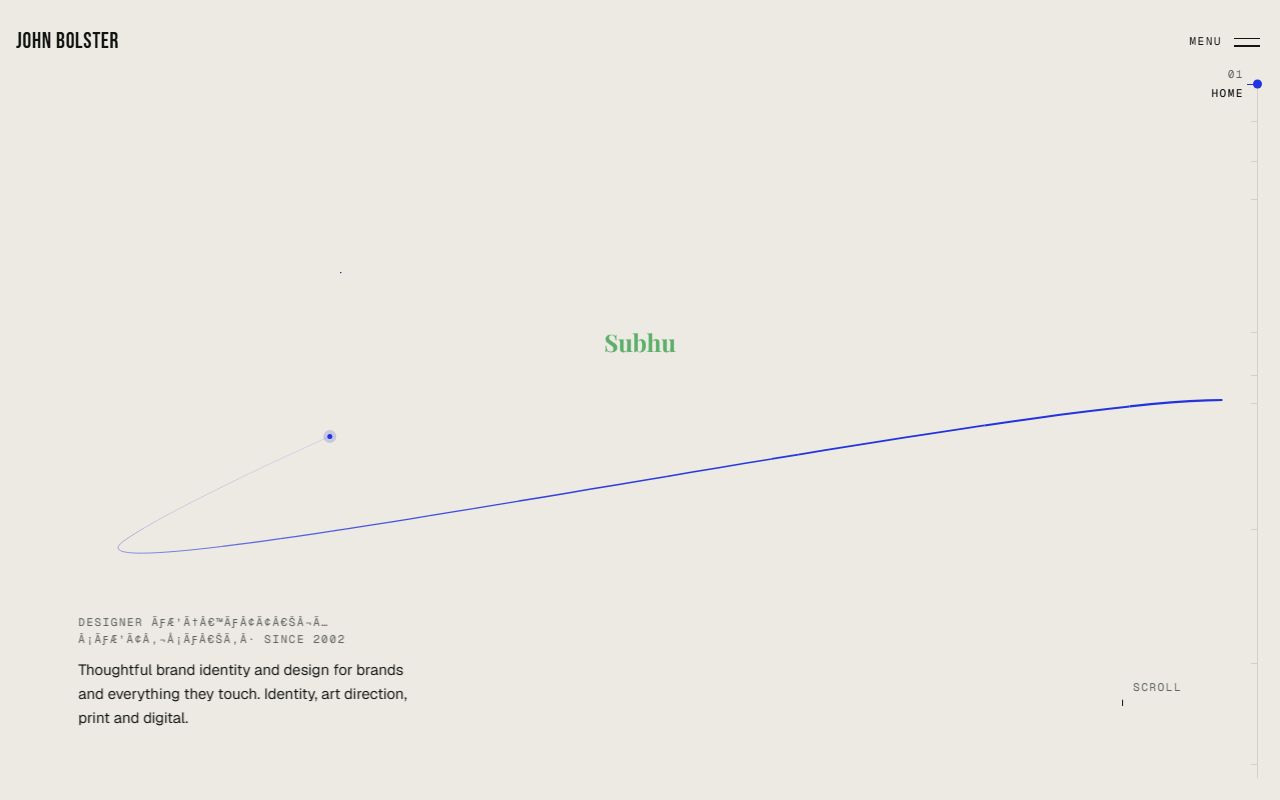 JOHN BOLSTER
MENU
01
HOME
Subhu
DESIGNER ÃƒÆ’Ã†Â€™ÃƒÂ¢Ã¢Â€ŠÂ¬Ã…
Â¡ÃƒÆ’Ã¢Â‚¬Å¡ÃƒÂ€ŠÃ‚Â· SINCE 2002
Thoughtful brand identity and design for brands
and everything they touch. Identity, art direction,
print and digital.
SCROLL